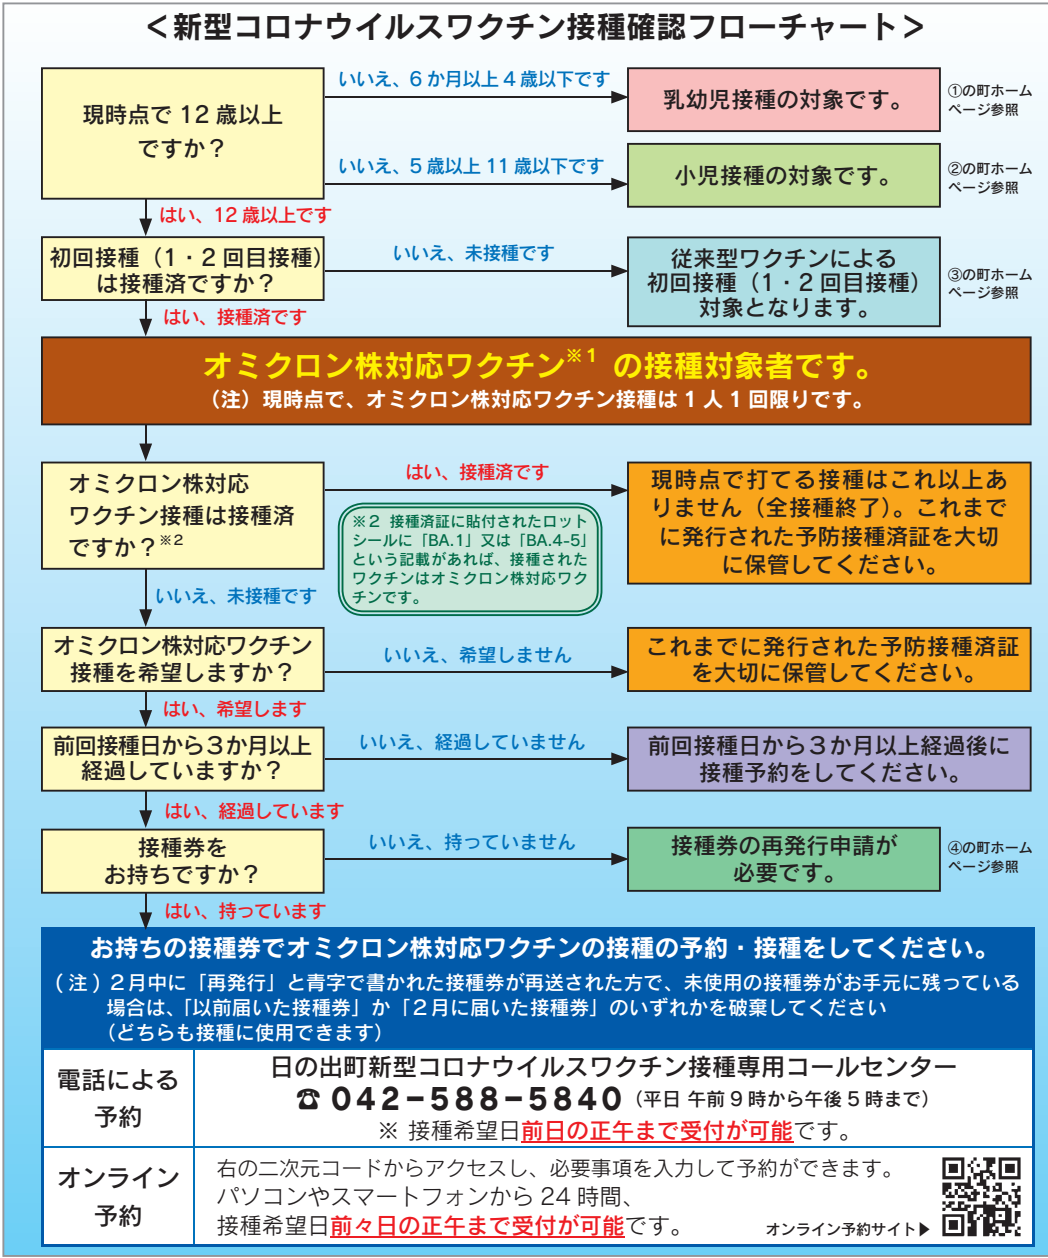 ＜新型コロナウイルスワクチン接種確認フローチャート＞
現時点で 12 歳以上
ですか？
いいえ、6 か月以上 4 歳以下です
乳幼児接種の対象です。
①の町ホーム
ページ参照
いいえ、5 歳以上 11 歳以下です
小児接種の対象です。
②の町ホーム
ページ参照
はい、12 歳以上です
初回接種（1・2 回目接種）
は接種済ですか？
いいえ、未接種です
従来型ワクチンによる
初回接種（1・2 回目接種）
対象となります。
③の町ホーム
ページ参照
はい、接種済です
オミクロン株対応ワクチン※1 の接種対象者です。
（注）現時点で、オミクロン株対応ワクチン接種は 1 人 1 回限りです。
オミクロン株対応
ワクチン接種は接種済
ですか？※2
はい、接種済です
※2 接種済証に貼付されたロット
シールに「BA.1」又は「BA.4-5」
という記載があれば、接種された
ワクチンはオミクロン株対応ワク
チンです。
現時点で打てる接種はこれ以上あ
りません（全接種終了）。これまで
に発行された予防接種済証を大切
に保管してください。
いいえ、未接種です
オミクロン株対応ワクチン
接種を希望しますか？
いいえ、希望しません
これまでに発行された予防接種済証
を大切に保管してください。
はい、希望します
前回接種日から３か月以上
経過していますか？
いいえ、経過していません
前回接種日から３か月以上経過後に
接種予約をしてください。
はい、経過しています
接種券を
お持ちですか？
いいえ、持っていません
接種券の再発行申請が
必要です。
④の町ホーム
ページ参照
はい、持っています
お持ちの接種券でオミクロン株対応ワクチンの接種の予約・接種をしてください。
（注）２月中に「再発行」と青字で書かれた接種券が再送された方で、未使用の接種券がお手元に残っている
場合は、「以前届いた接種券」か「２月に届いた接種券」のいずれかを破棄してください
（どちらも接種に使用できます）
電話による
予約
日の出町新型コロナウイルスワクチン接種専用コールセンター
☎ 042−588−5840（平日 午前 9 時から午後 5 時まで）
※ 接種希望日前日の正午まで受付が可能です。
オンライン
予約
右の二次元コードからアクセスし、必要事項を入力して予約ができます。
パソコンやスマートフォンから 24 時間、
接種希望日前々日の正午まで受付が可能です。
オンライン予約サイト▶